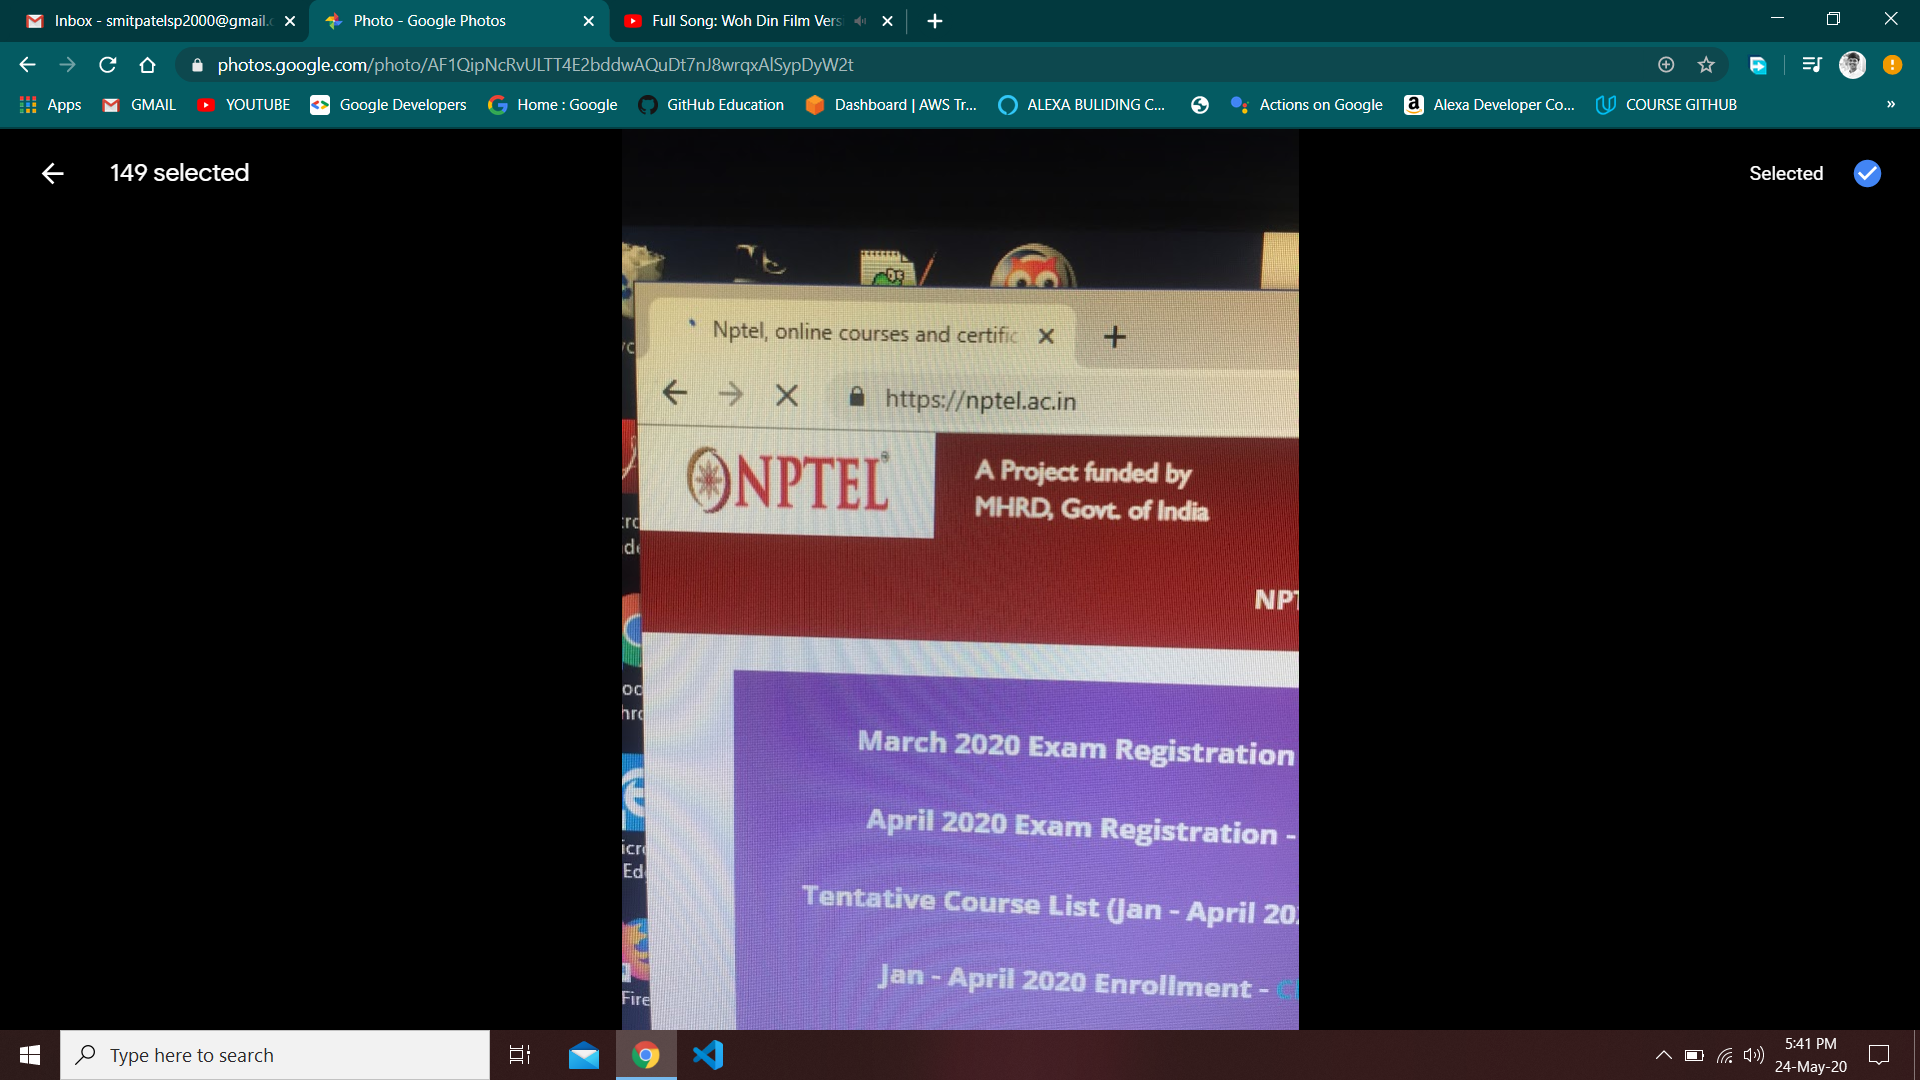 Inbox - smitpatelsp2000@gmail.c
Photo - Google Photos
Full Song: Woh Din Film Vers
photos.google.com/photo/AF1QipNcRvULTT4E2bddwAQuDt7nJ8wrqxAlSypDyW2t
Apps
GMAIL
YOUTUBE
Google Developers
Home : Google
GitHub Education
Dashboard | AWS Tr...
ALEXA BULIDING C...
Actions on Google
Alexa Developer Co...
COURSE GITHUB
»
149 selected
Selected
Nptel, online courses and certific
https://nptel.ac.in
NPTEL®
A Project funded by
MHRD, Govt. of India
NPT
March 2020 Exam Registration
April 2020 Exam Registration -
Tentative Course List (Jan - April 20
Jan - April 2020 Enrollment -
Fire
Type here to search
5:41 PM
24-May-20